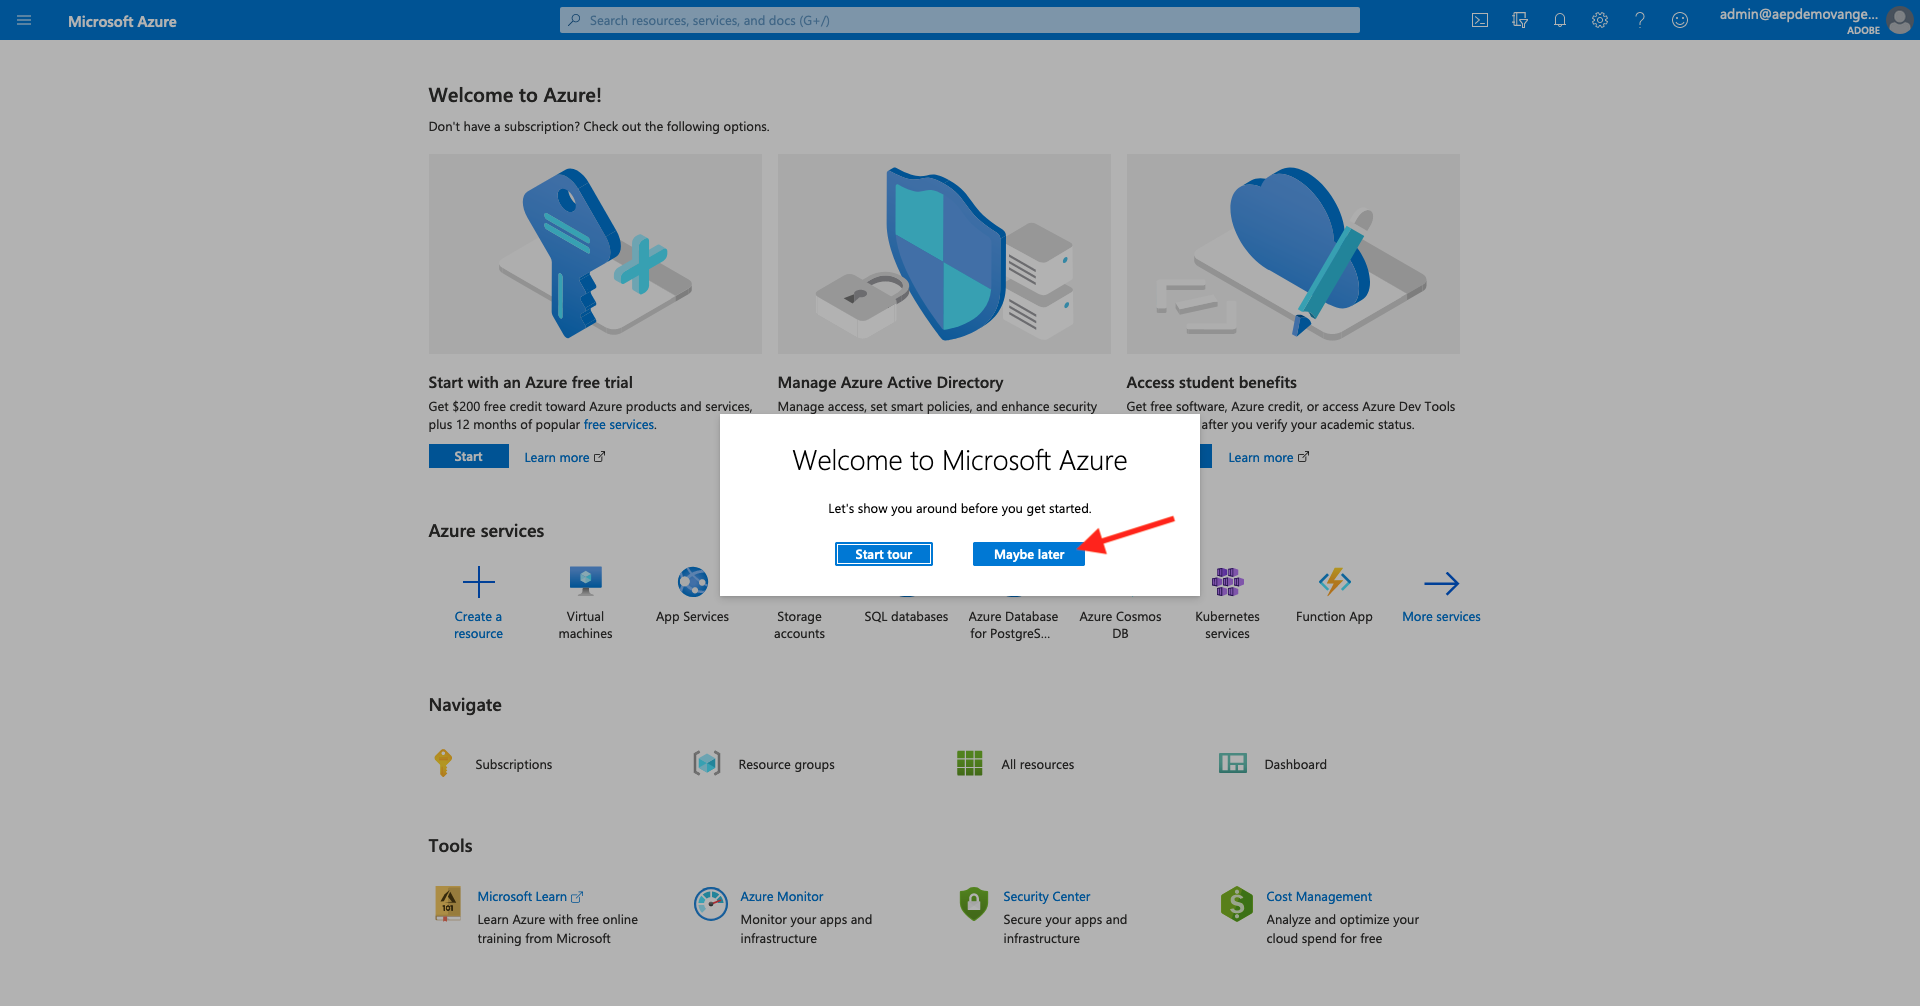 Microsoft Azure
Search resources, services, and docs (G+/)
admin@aepdemovange...
ADOBE
Welcome to Azure!
Don't have a subscription? Check out the following options.
Start with an Azure free trial
Get $200 free credit toward Azure products and services,
plus 12 months of popular free services.
Start
Learn more
Manage Azure Active Directory
Manage access, set smart policies, and enhance security
Access student benefits
Get free software, Azure credit, or access Azure Dev Tools
after you verify your academic status.
Learn more
Welcome to Microsoft Azure
Let's show you around before you get started.
Start tour
Maybe later
Azure services
Create a
resource
Virtual
machines
App Services
Storage
accounts
SQL databases
Azure Database
for PostgreS...
Azure Cosmos
DB
Kubernetes
services
Function App
More services
Navigate
Subscriptions
Resource groups
All resources
Dashboard
Tools
101
Microsoft Learn
Learn Azure with free online
training from Microsoft
Azure Monitor
Monitor your apps and
infrastructure
Security Center
Secure your apps and
infrastructure
$
Cost Management
Analyze and optimize your
cloud spend for free